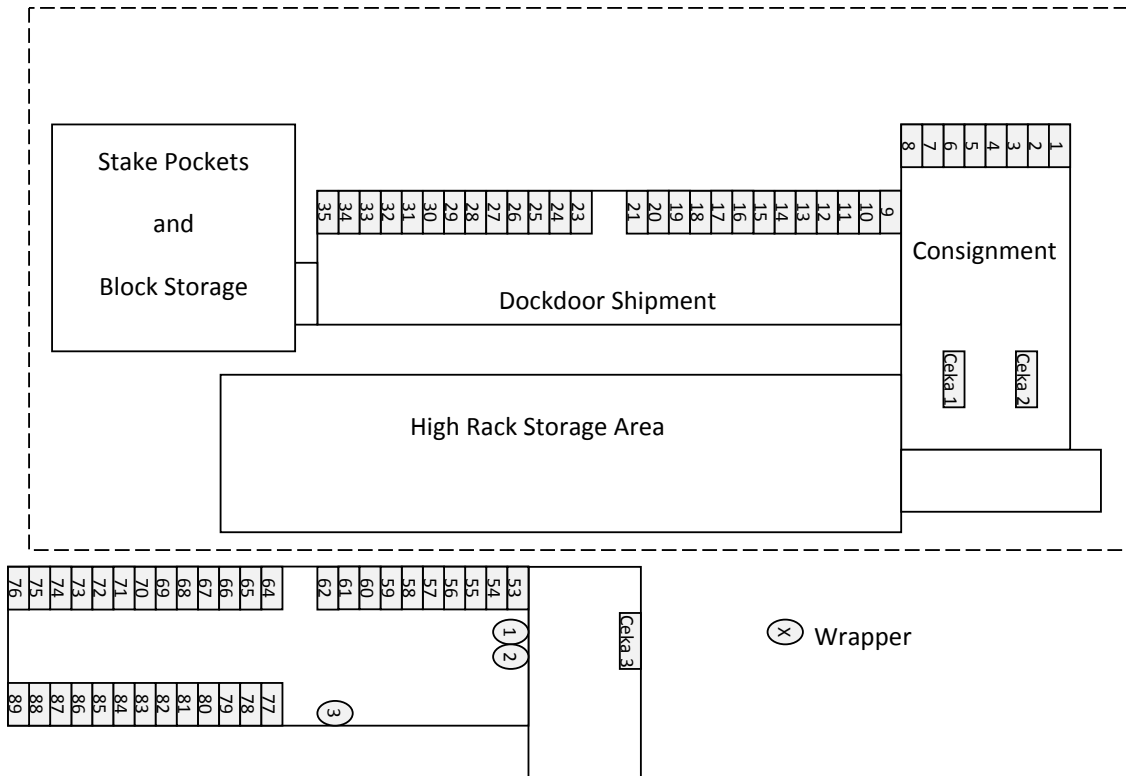 8 7 6 5 4 3 2 1
Stake Pockets
and
Block Storage
35 34 33 32 31 30 29 28 27 26 25 24 23
21 20 19 18 17 16 15 14 13 12 11 10 9
Consignment
Dockdoor Shipment
Ceka 1
Ceka 2
High Rack Storage Area
76 75 74 73 72 71 70 69 68 67 66 65 64
62 61 60 59 58 57 56 55 54 53
1
2
Ceka 3
X Wrapper
89 88 87 86 85 84 83 82 81 80 79 78 77
3